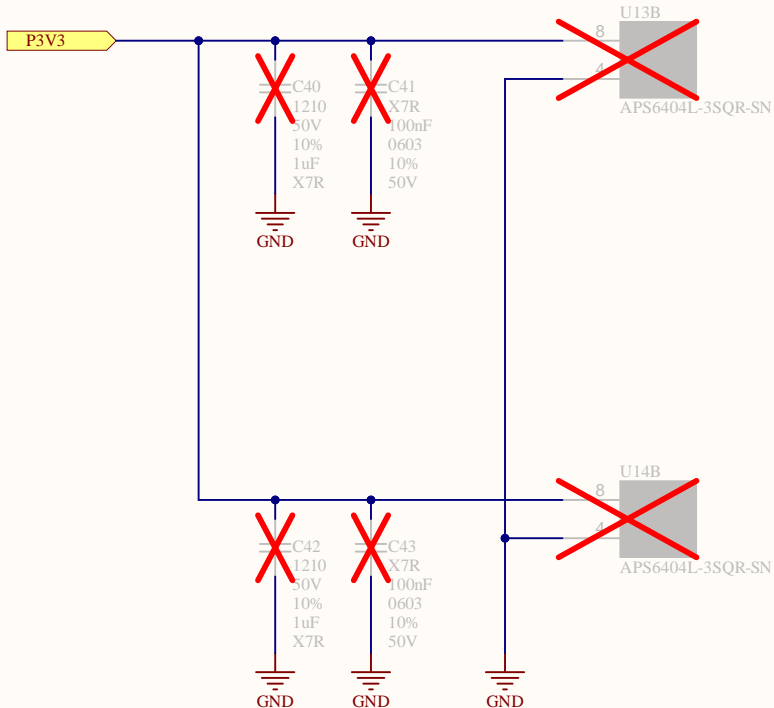 U13B
P3V3
8
4
APS6404L-3SQR-SN
C40
1210
50V
10%
1uF
X7R
GND
C41
X7R
100nF
0603
10%
50V
GND
U14B
8
4
APS6404L-3SQR-SN
C42
1210
50V
10%
1uF
X7R
GND
C43
X7R
100nF
0603
10%
50V
GND
GND